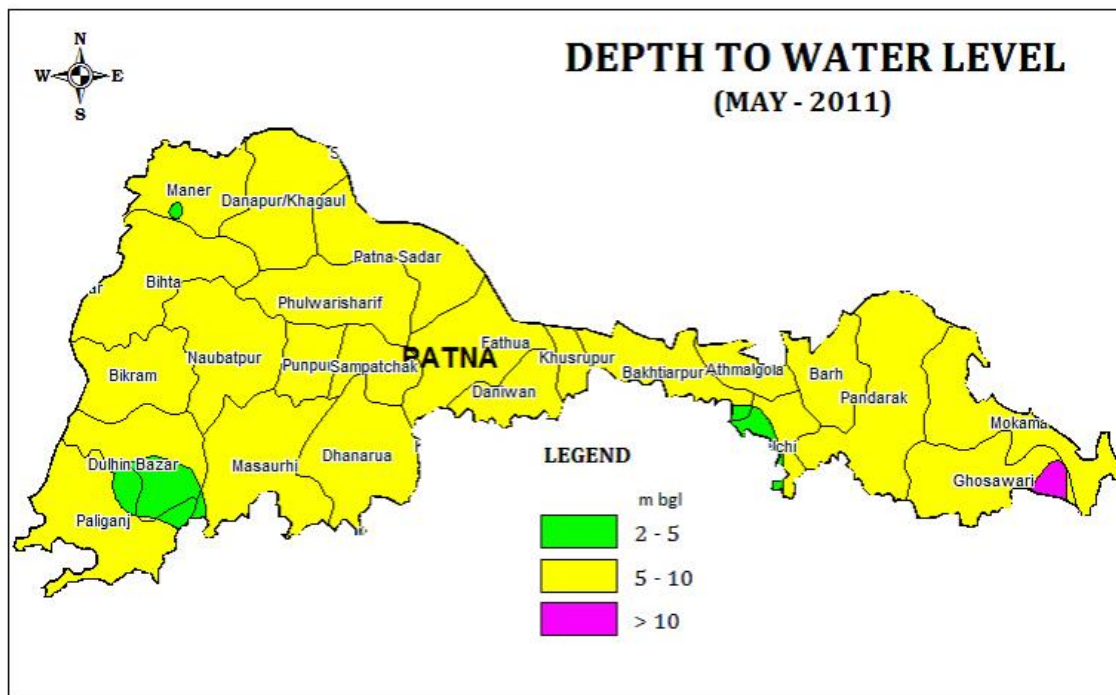 N
W E
S
DEPTH TO WATER LEVEL
(MAY - 2011)
Maner
Danapur/Khagaul
Patna Sadar
Bihta
Phulwarisharif
Naubatpur
Punpun
Sampatchak
PATNA
Fathua
Khusrupur
Bakhtiarpur
Athmalgola
Barh
Bikram
Daniwan
Pandarak
Mokama
Dulhin Bazar
Masaurhi
Dhanarua
lchi
Ghosawari
Paliganj
LEGEND
m bgl
2 - 5
5 - 10
> 10